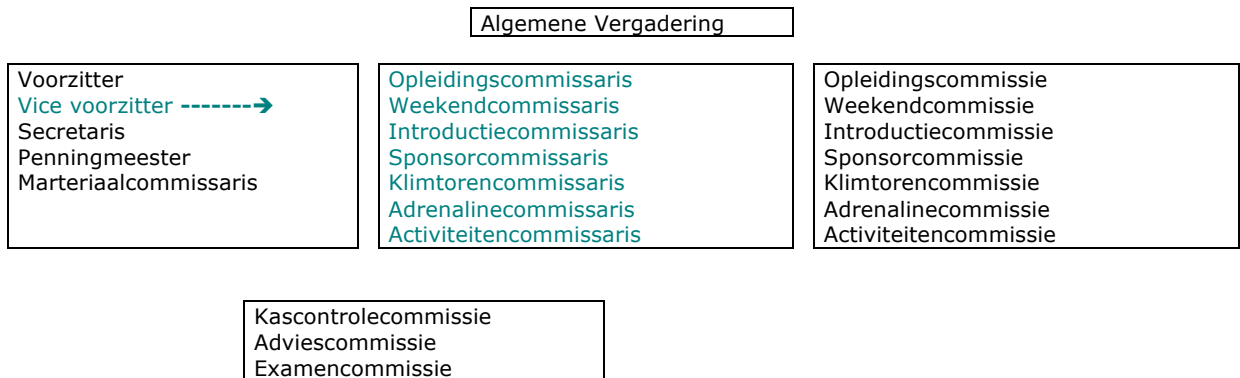 Algemene Vergadering
Voorzitter
Vice voorzitter -------➔
Secretaris
Penningmeester
Marteriaalcommissaris
Opleidingscommissaris
Weekendcommissaris
Introductiecommissaris
Sponsorcommissaris
Klimtorencommissaris
Adrenalinecommissaris
Activiteitencommissaris
Opleidingscommissie
Weekendcommissie
Introductiecommissie
Sponsorcommissie
Klimtorencommissie
Adrenalinecommissie
Activiteitencommissie
Kascontrolecommissie
Adviescommissie
Examencommissie